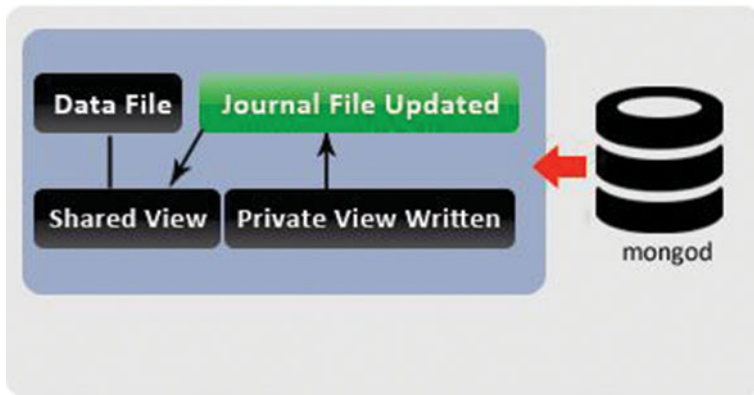 Data File
Journal File Updated
Shared View
Private View Written
mongod